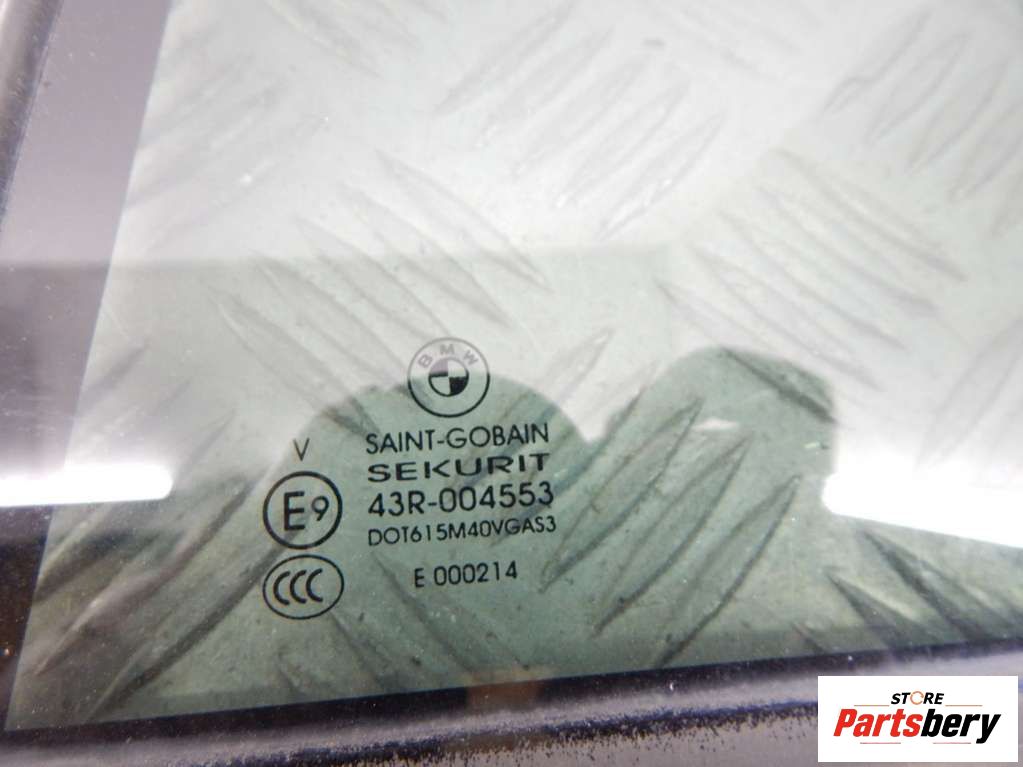 BMW
V
SAINT-GOBAIN
SEKURIT
E9
43R-004553
DOT615M40VGAS3
CCC
E 000214
STORE
Partsbery